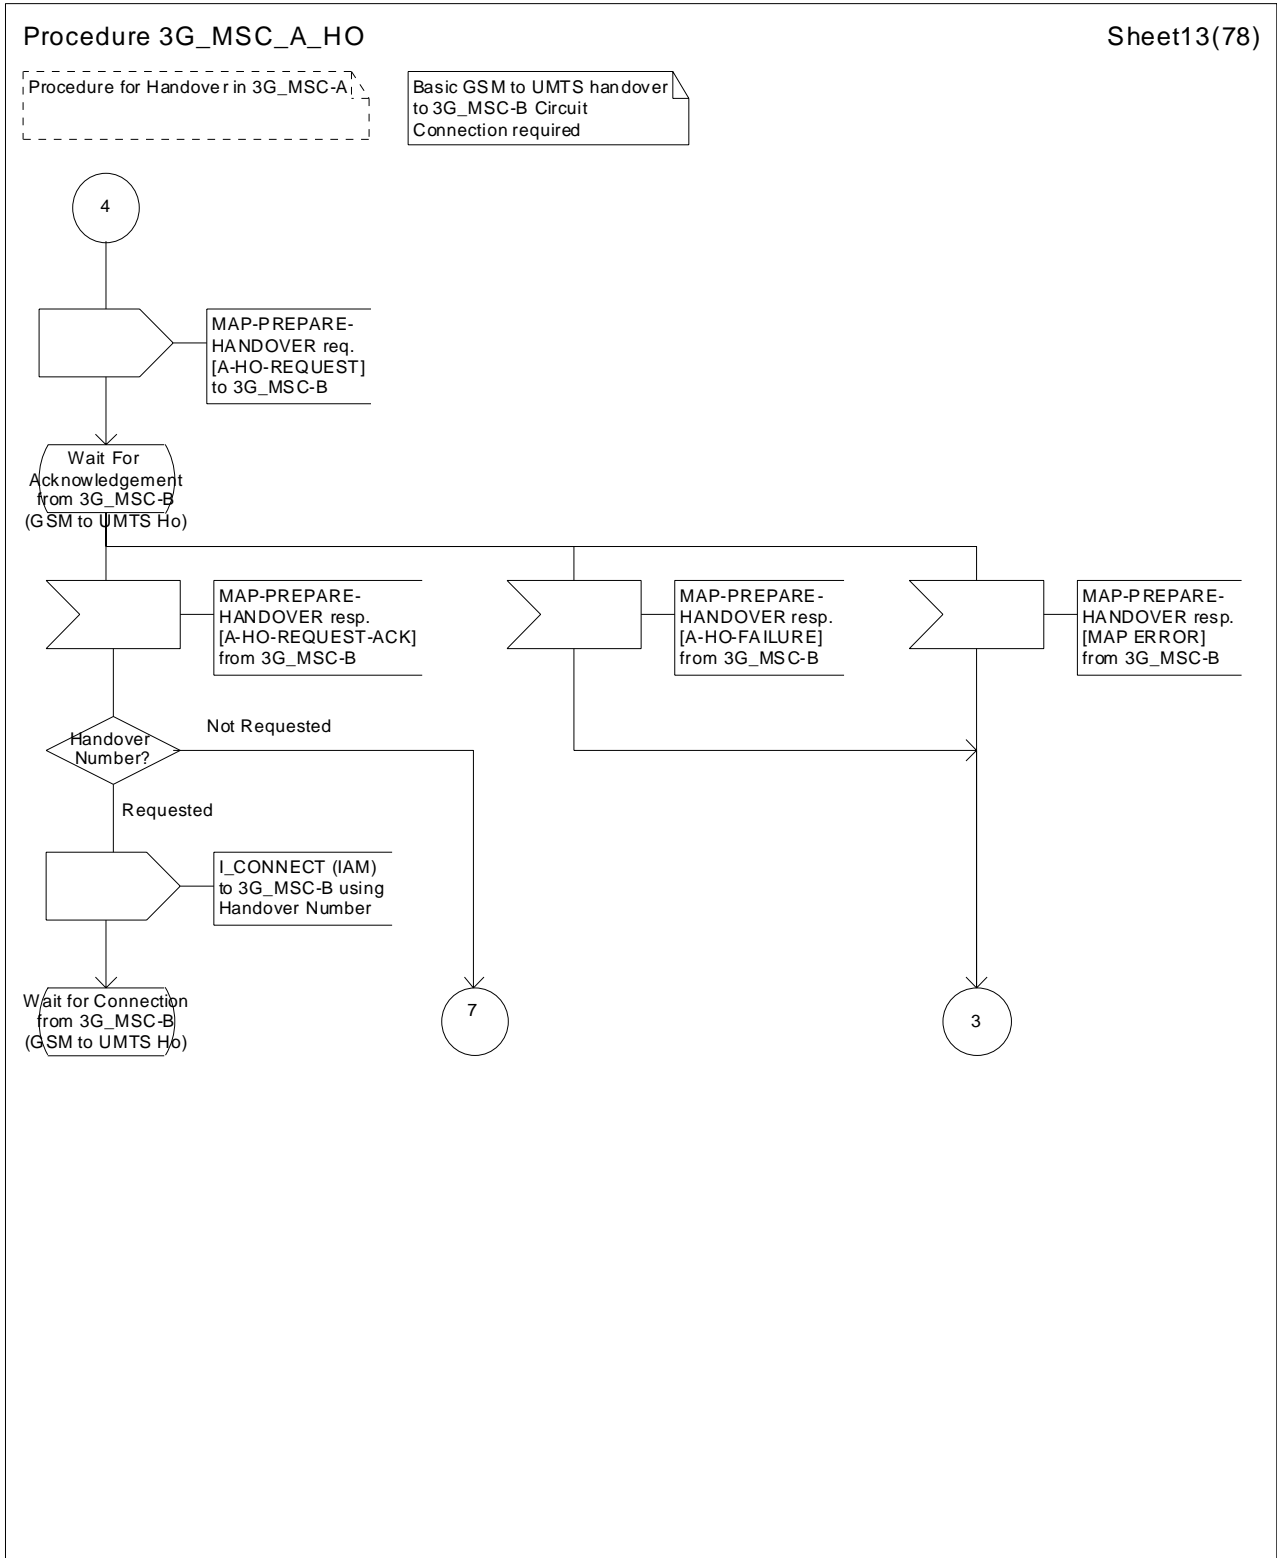 Procedure 3G_MSC_A_HO
Sheet13(78)
Procedure for Handover in 3G_MSC-A
Basic GSM to UMTS handover
to 3G_MSC-B Circuit
Connection required
4
MAP-PREPARE-
HANDOVER req.
[A-HO-REQUEST]
to 3G_MSC-B
Wait For
Acknowledgement
from 3G_MSC-B
(GSM to UMTS Ho)
MAP-PREPARE-
HANDOVER resp.
[A-HO-REQUEST-ACK]
from 3G_MSC-B
MAP-PREPARE-
HANDOVER resp.
[A-HO-FAILURE]
from 3G_MSC-B
MAP-PREPARE-
HANDOVER resp.
[MAP ERROR]
from 3G_MSC-B
Handover
Number?
Not Requested
Requested
I_CONNECT (IAM)
to 3G_MSC-B using
Handover Number
Wait for Connection
from 3G_MSC-B
(GSM to UMTS Ho)
7
3